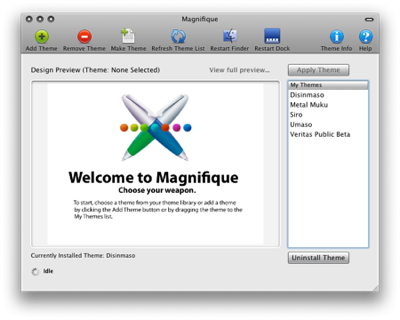 Magnifique
Add Theme Remove Theme Make Theme Refresh Theme List Restart Finder Restart Dock Theme Info Help
Design Preview (Theme: None Selected) View full preview... Apply Theme
My Themes
Disinmaso
Metal Muku
Siro
Umaso
Veritas Public Beta
Welcome to Magnifique
Choose your weapon.
To start, choose a theme from your theme library or add a theme
by clicking the Add Theme button or by dragging the theme to the
My Themes list.
Currently Installed Theme: Disinmaso Uninstall Theme
Idle